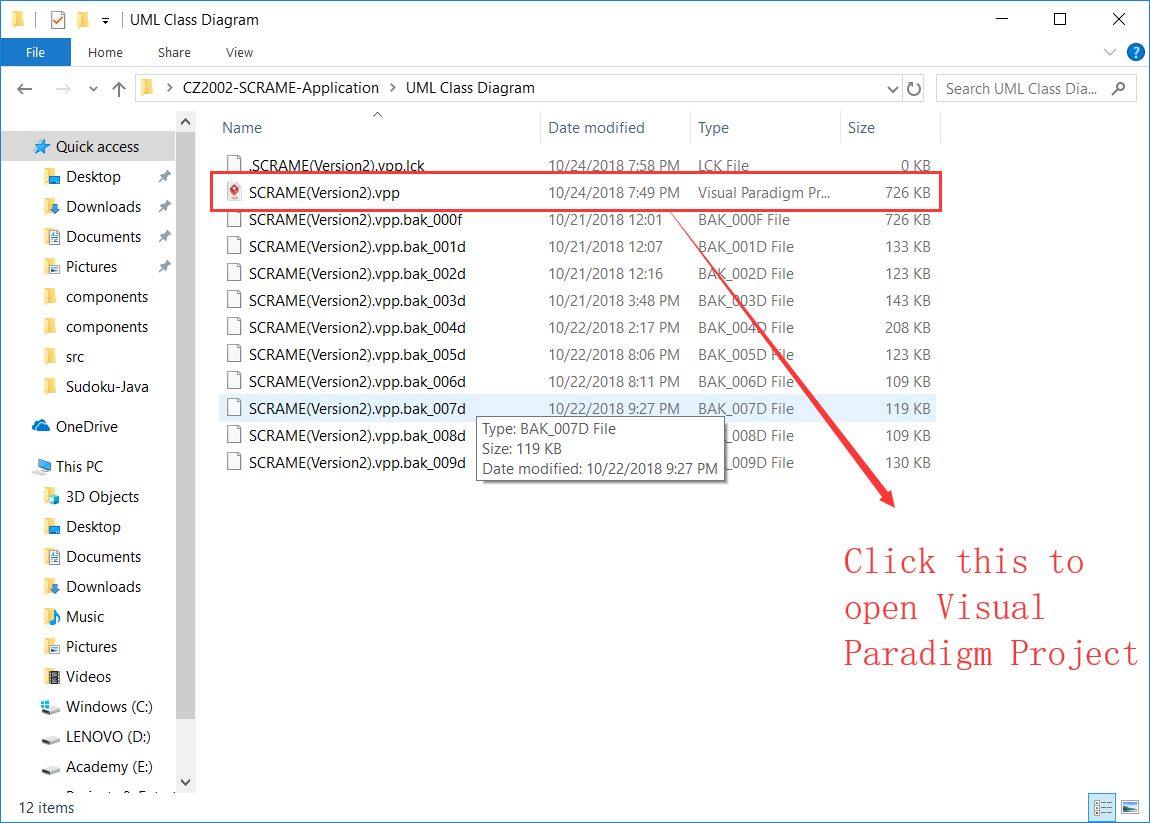 UML Class Diagram
File Home Share View
CZ2002-SCRAME-Application > UML Class Diagram
Search UML Class Dia...
Name Date modified Type Size
Quick access
Desktop
Downloads
Documents
Pictures
components
components
src
Sudoku-Java
OneDrive
This PC
3D Objects
Desktop
Documents
Downloads
Music
Pictures
Videos
Windows (C:)
LENOVO (D:)
Academy (E:)
.SCRAME(Version2).vpp.lck 10/24/2018 7:58 PM LCK File 0 KB
SCRAME(Version2).vpp 10/24/2018 7:49 PM Visual Paradigm Pr... 726 KB
SCRAME(Version2).vpp.bak_000f 10/21/2018 12:01 BAK_000F File 726 KB
SCRAME(Version2).vpp.bak_001d 10/21/2018 12:07 BAK_001D File 133 KB
SCRAME(Version2).vpp.bak_002d 10/21/2018 12:16 BAK_002D File 123 KB
SCRAME(Version2).vpp.bak_003d 10/21/2018 3:48 PM BAK_003D File 143 KB
SCRAME(Version2).vpp.bak_004d 10/22/2018 2:17 PM BAK_004D File 208 KB
SCRAME(Version2).vpp.bak_005d 10/22/2018 8:06 PM BAK_005D File 123 KB
SCRAME(Version2).vpp.bak_006d 10/22/2018 8:11 PM BAK_006D File 109 KB
SCRAME(Version2).vpp.bak_007d 10/22/2018 9:27 PM BAK_007D File 119 KB
SCRAME(Version2).vpp.bak_008d _008D File 109 KB
SCRAME(Version2).vpp.bak_009d _009D File 130 KB
Type: BAK_007D File
Size: 119 KB
Date modified: 10/22/2018 9:27 PM
Click this to
open Visual
Paradigm Project
12 items